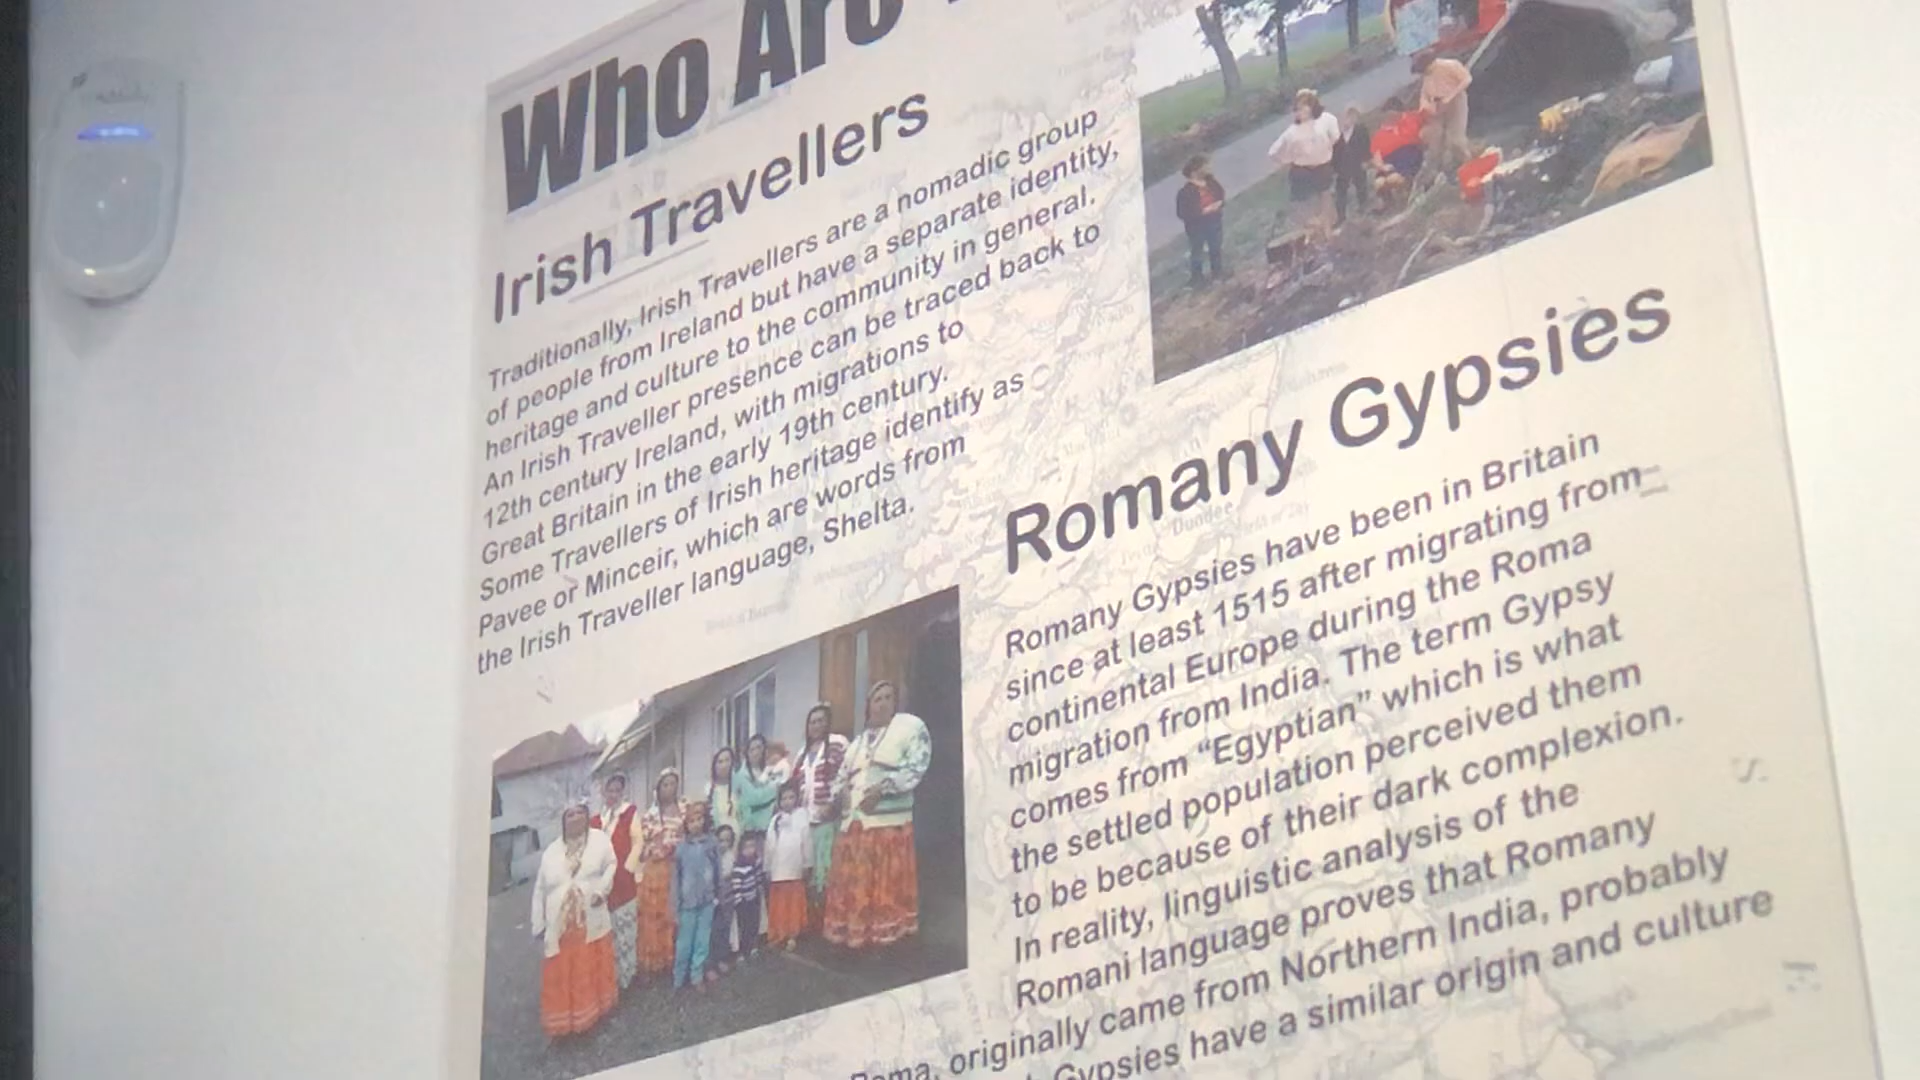 Who Are
Irish Travellers
Traditionally, Irish Travellers are a nomadic group
of people from Ireland but have a separate identity,
heritage and culture to the community in general.
An Irish Traveller presence can be traced back to
12th century Ireland, with migrations to
Great Britain in the early 19th century.
Some Travellers of Irish heritage identify as
Pavee or Minceir, which are words from
the Irish Traveller language, Shelta.
Romany Gypsies
Romany Gypsies have been in Britain
since at least 1515 after migrating from
continental Europe during the Roma
migration from India. The term Gypsy
comes from “Egyptian” which is what
the settled population perceived them
to be because of their dark complexion.
In reality, linguistic analysis of the
Romani language proves that Romany
originally came from Northern India, probably
Gypsies have a similar origin and culture
Dundee